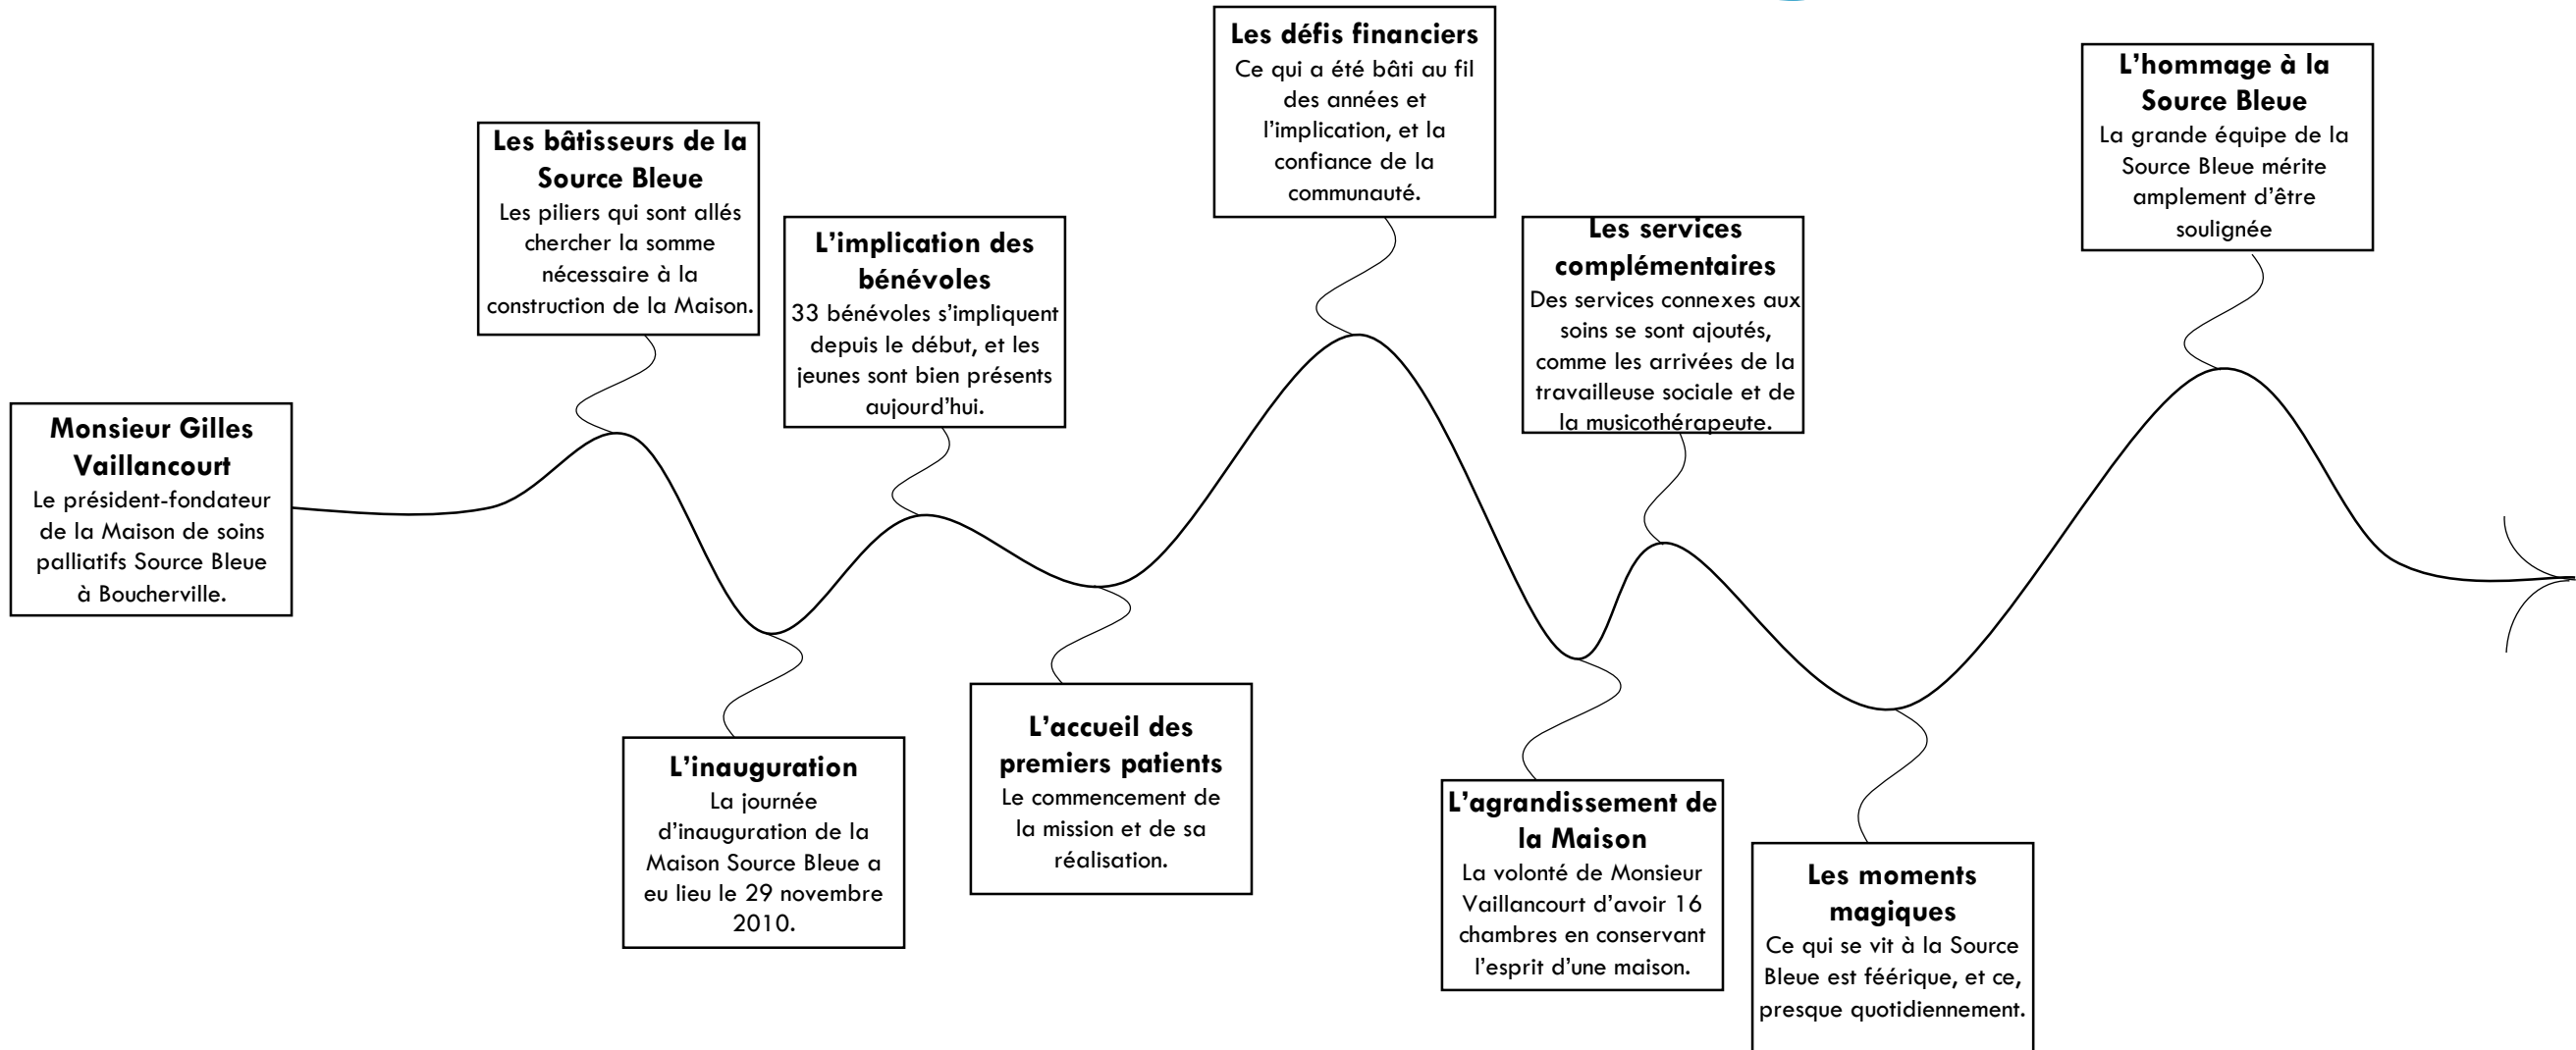 Monsieur Gilles
Vaillancourt
Le président-fondateur
de la Maison de soins
palliatifs Source Bleue
à Boucherville.
Les bâtisseurs de la
Source Bleue
Les piliers qui sont allés
chercher la somme
nécessaire à la
construction de la Maison.
L'inauguration
La journée
d'inauguration de la
Maison Source Bleue a
eu lieu le 29 novembre
2010.
L'implication des
bénévoles
33 bénévoles s'impliquent
depuis le début, et les
jeunes sont bien présents
aujourd'hui.
L'accueil des
premiers patients
Le commencement de
la mission et de sa
réalisation.
Les défis financiers
Ce qui a été bâti au fil
des années et
l'implication, et la
confiance de la
communauté.
L'agrandissement de
la Maison
La volonté de Monsieur
Vaillancourt d'avoir 16
chambres en conservant
l'esprit d'une maison.
Les services
complémentaires
Des services connexes aux
soins se sont ajoutés,
comme les arrivées de la
travailleuse sociale et de
la musicothérapeute.
Les moments
magiques
Ce qui se vit à la Source
Bleue est féérique, et ce,
presque quotidiennement.
L'hommage à la
Source Bleue
La grande équipe de la
Source Bleue mérite
amplement d'être
soulignée